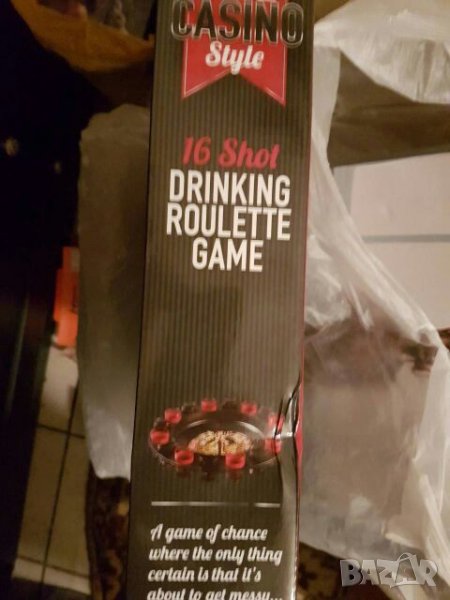 CASINO
Style
16 Shot
DRINKING
ROULETTE
GAME
A game of chance
where the only thing
certain is that it's
about to get messy...
BAZAR